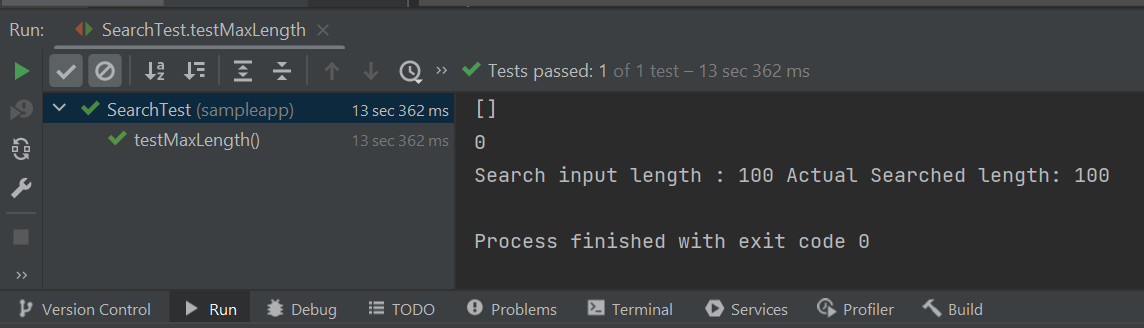 Run: SearchTest.testMaxLength
Tests passed: 1 of 1 test – 13 sec 362 ms
SearchTest (sampleapp) 13 sec 362 ms
testMaxLength() 13 sec 362 ms
[]
0
Search input length : 100 Actual Searched length: 100
Process finished with exit code 0
Version Control Run Debug TODO Problems Terminal Services Profiler Build